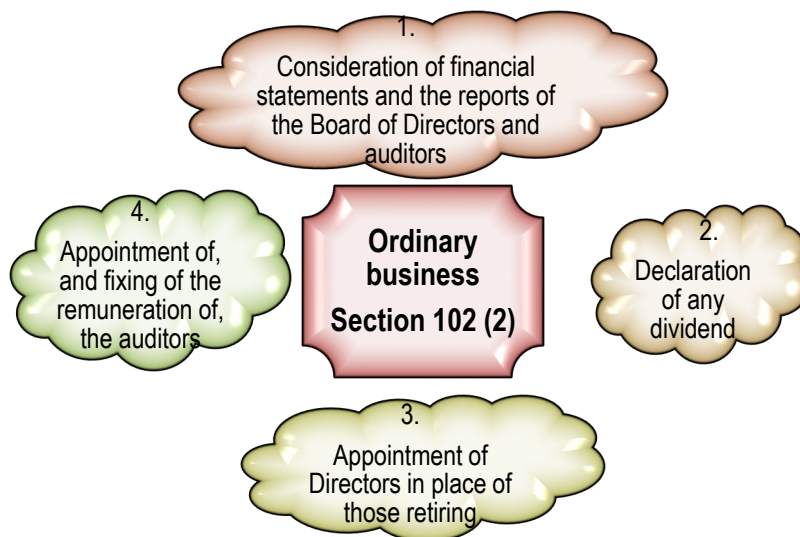 1.
Consideration of financial
statements and the reports of
the Board of Directors and
auditors
4.
Appointment of,
and fixing of the
remuneration of,
the auditors
Ordinary
business
Section 102 (2)
2.
Declaration
of any
dividend
3.
Appointment of
Directors in place of
those retiring